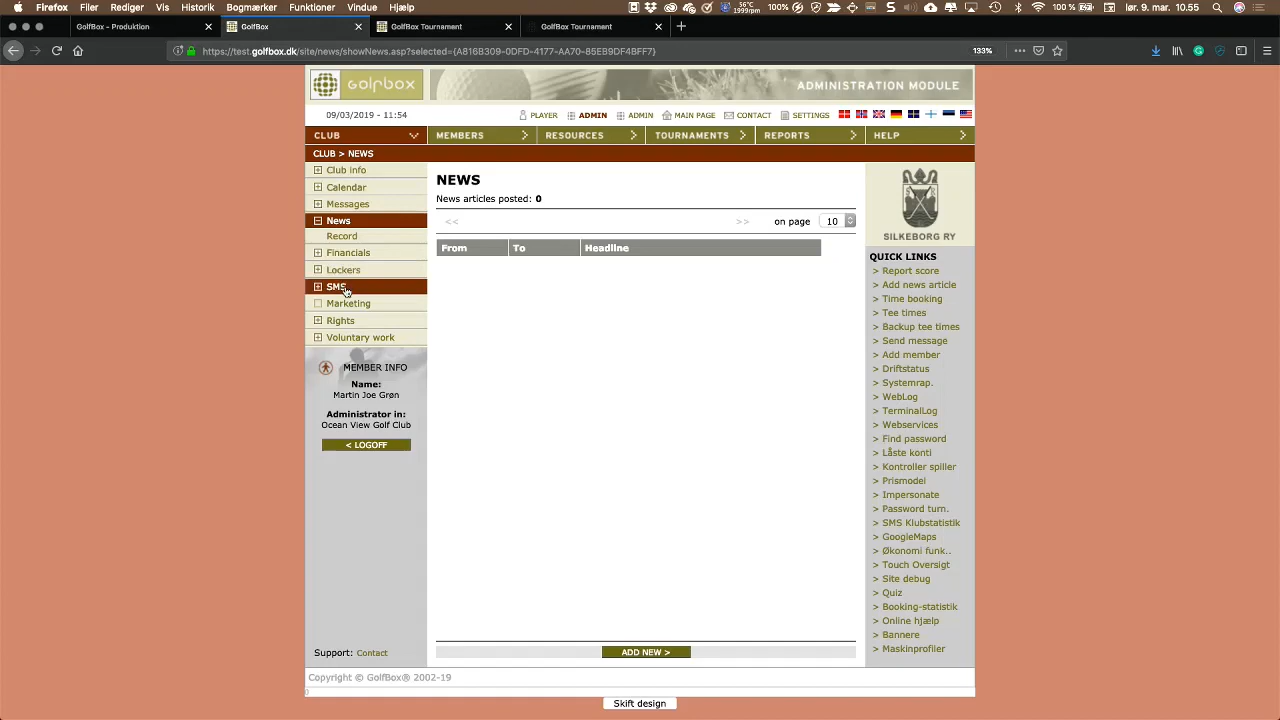 Firefox Filer Rediger Vis Historik Bogmærker Funktioner Vindue Hjælp
36°C 1999rpm 100% 100% lør. 9. mar. 10.55
GolfBox – Produktion
GolfBox
GolfBox Tournament
GolfBox Tournament
https://test.golfbox.dk/site/news/showNews.asp?selected={A816B309-0DFD-4177-AA70-85EB9DF4BFF7}
133%
GOLFBOX
ADMINISTRATION MODULE
09/03/2019 - 11:54
PLAYER ADMIN ADMIN MAIN PAGE CONTACT SETTINGS
CLUB MEMBERS RESOURCES TOURNAMENTS REPORTS HELP
CLUB > NEWS
Club info
Calendar
Messages
News
Record
Financials
Lockers
SMS
Marketing
Rights
Voluntary work
MEMBER INFO
Name:
Martin Joe Grøn
Administrator in:
Ocean View Golf Club
< LOGOFF
Support: Contact
NEWS
News articles posted: 0
<< >> on page 10
From To Headline
ADD NEW >
SILKEBORG RY
QUICK LINKS
> Report score
> Add news article
> Time booking
> Tee times
> Backup tee times
> Send message
> Add member
> Driftstatus
> Systemrap.
> WebLog
> TerminalLog
> Webservices
> Find password
> Låste konti
> Kontroller spiller
> Prismodel
> Impersonate
> Password turn.
> SMS Klubstatistik
> GoogleMaps
> Økonomi funk..
> Touch Oversigt
> Site debug
> Quiz
> Booking-statistik
> Online hjælp
> Bannere
> Maskinprofiler
Copyright © GolfBox® 2002-19
0
Skift design